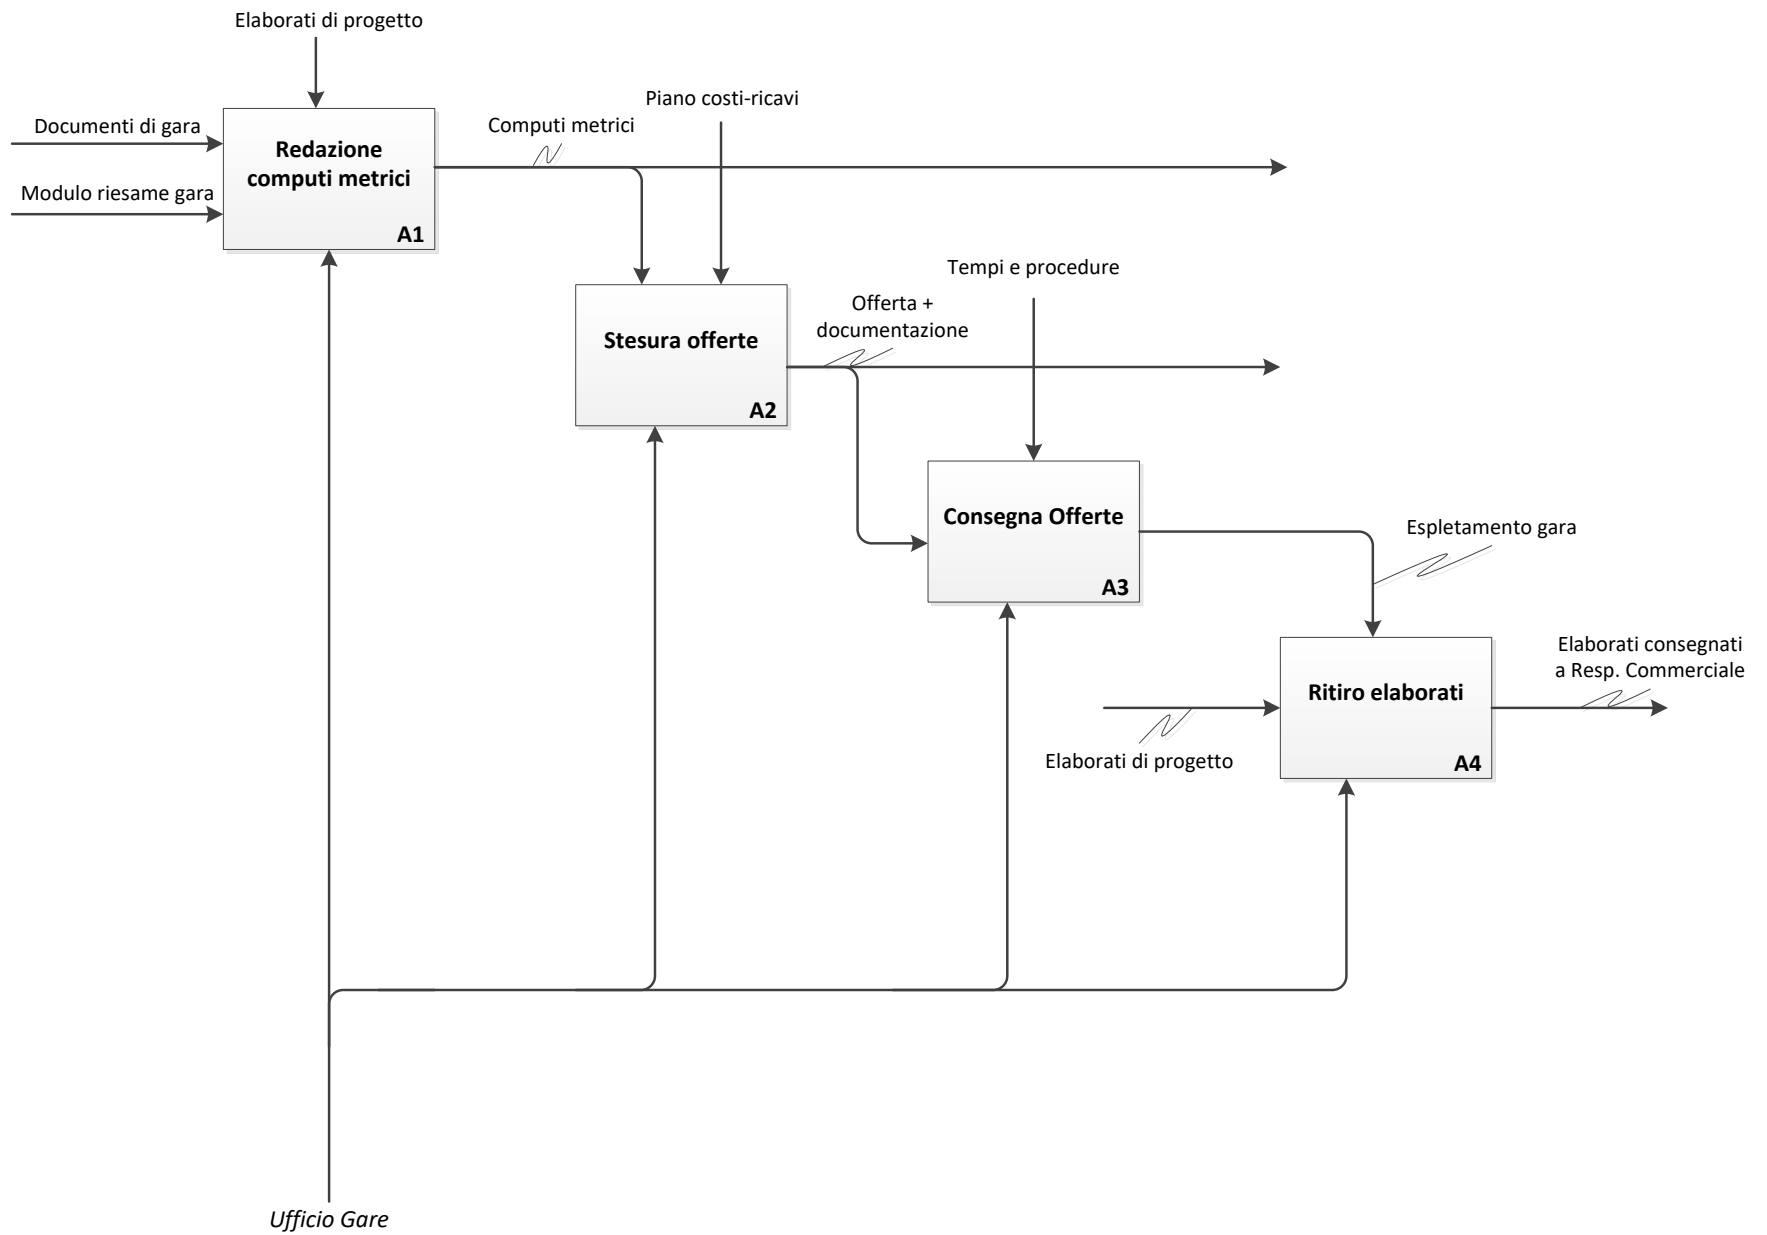 Elaborati di progetto
Piano costi-ricavi
Documenti di gara
Computi metrici
Redazione
computi metrici
Modulo riesame gara
A1
Tempi e procedure
Offerta +
documentazione
Stesura offerte
A2
Consegna Offerte
Espletamento gara
A3
Elaborati consegnati
a Resp. Commerciale
Ritiro elaborati
Elaborati di progetto
A4
Ufficio Gare